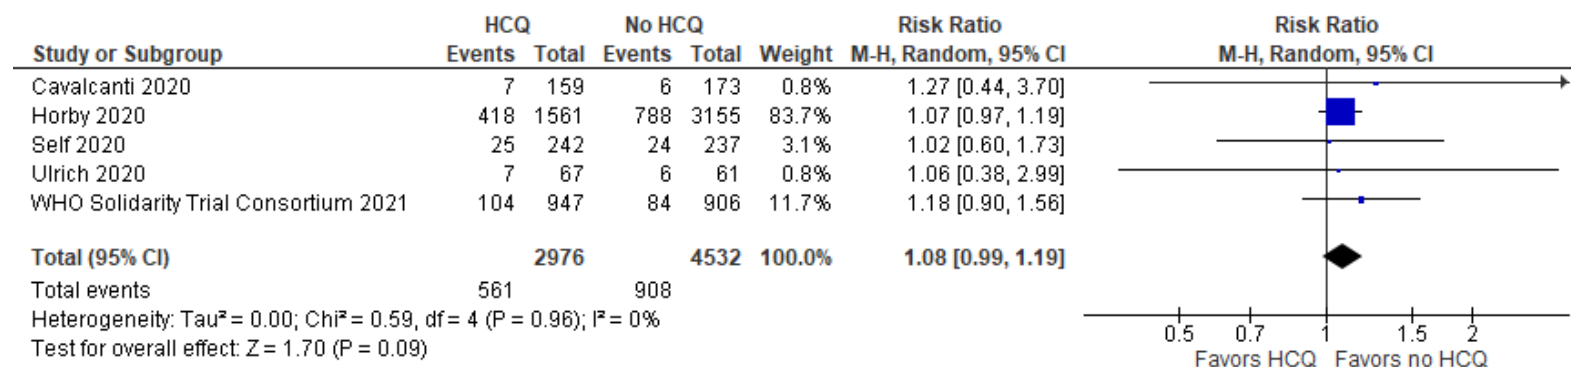 HCQ No HCQ Risk Ratio Risk Ratio
Study or Subgroup Events Total Events Total Weight M-H, Random, 95% CI M-H, Random, 95% CI
Cavalcanti 2020 7 159 6 173 0.8% 1.27 [0.44, 3.70]
Horby 2020 418 1561 788 3155 83.7% 1.07 [0.97, 1.19]
Self 2020 25 242 24 237 3.1% 1.02 [0.60, 1.73]
Ulrich 2020 7 67 6 61 0.8% 1.06 [0.38, 2.99]
WHO Solidarity Trial Consortium 2021 104 947 84 906 11.7% 1.18 [0.90, 1.56]
Total (95% CI) 2976 4532 100.0% 1.08 [0.99, 1.19]
Total events 561 908
Heterogeneity: Tau² = 0.00; Chi² = 0.59, df = 4 (P = 0.96); I² = 0%
Test for overall effect: Z = 1.70 (P = 0.09)
0.5 0.7 1 1.5 2
Favors HCQ Favors no HCQ